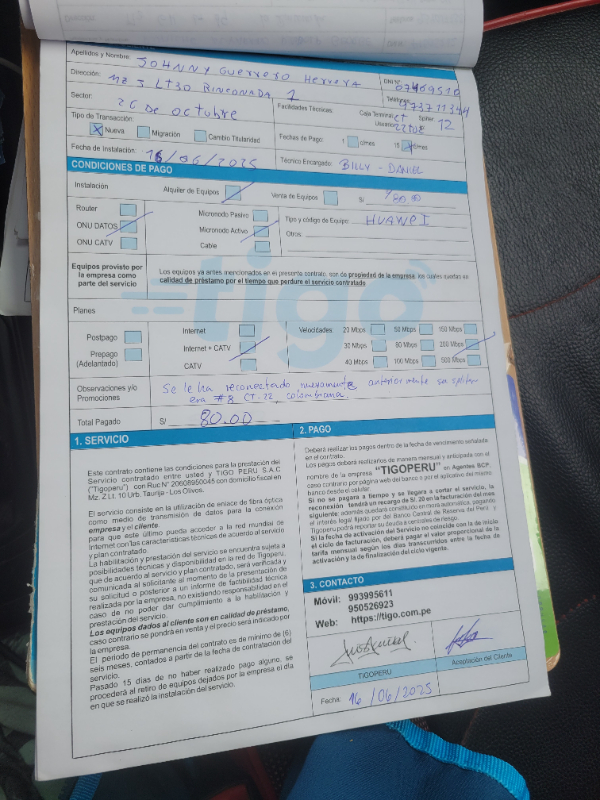 Apellidos y Nombre: JOHNNY Guerrero Herrera
Dirección: Mz J Lt30 Rinconada 2
DNI N°: 07469510
Teléfono: 973711344
Sector: 26 De octubre
Facilidades Técnicas:
Caja Terminal CT
Usuario 22
Spliter 12
Tipo de Transacción:
Nueva Migración Cambio Titularidad
Fechas de Pago: 1 c/mes 16 c/mes
Fecha de Instalación: 16/06/2025
Técnico Encargado: BILLY - DANIEL
CONDICIONES DE PAGO
Instalación Alquiler de Equipos Venta de Equipos S/ 80.00
Router
ONU DATOS
ONU CATV
Micronodo Pasivo
Micronodo Activo
Cable
Tipo y código de Equipo: HUAWEI
Otros:
Equipos provisto por
la empresa como
parte del servicio
Los equipos ya antes mencionados en el presente contrato, son de propiedad de la empresa, los cuales quedan en
calidad de préstamo por el tiempo que perdure el servicio contratado
tigo
Planes
Postpago
Prepago
(Adelantado)
Internet
Internet + CATV
CATV
Velocidades: 20 Mbps 50 Mbps 150 Mbps
30 Mbps 80 Mbps 200 Mbps
40 Mbps 100 Mbps 500 Mbps
Observaciones y/o
Promociones
Se le ha reconectado nuevamente anteriormente su spliter
era #8 CT. 22, colombiana.
Total Pagado S/ 80.00
1. SERVICIO
Este contrato contiene las condiciones para la prestación del
Servicio contratado entre usted y TIGO PERU S.A.C
("Tigoperu") con Ruc N° 20608950045 con domicilio fiscal en
Mz. Z Lt. 10 Urb. Taurija - Los Olivos.
El servicio consiste en la utilización de enlace de fibra óptica
como medio de transmisión de datos para la conexión
empresa y el cliente.
para que este último pueda acceder a la red mundial de
Internet con las características técnicas de acuerdo al servicio
y plan contratado.
La habilitación y prestación del servicio se encuentra sujeta a
posibilidades técnicas y disponibilidad en la red de Tigoperu,
que de acuerdo al servicio y plan contratado, será verificada y
comunicada al solicitante al momento de la presentación de
su solicitud o posterior a un informe de factibilidad técnica
realizada por la empresa, no existiendo responsabilidad en el
caso de no poder dar cumplimiento a la habilitación y
prestación del servicio.
Los equipos dados al cliente son en calidad de préstamo,
caso contrario se pondrá en venta y el precio será indicado por
la empresa.
El periodo de permanencia del contrato es de mínimo de (6)
seis meses, contados a partir de la fecha de contratación del
servicio.
Pasado 15 días de no haber realizado pago alguno, se
procederá al retiro de equipos dejados por la empresa el día
en que se realizó la instalación del servicio.
2. PAGO
Deberá realizar los pagos dentro de la fecha de vencimiento señalada
en el contrato.
Los pagos deberá realizarlos de manera mensual y anticipada con el
nombre de la empresa "TIGOPERU" en Agentes BCP,
caso contrario por página web del banco o por el aplicativo del mismo
banco desde el celular.
Si no se pagara a tiempo y se llegara a cortar el servicio, la
reconexión tendrá un recargo de S/. 20 en la facturación del mes
siguiente; además quedará constituido en mora automática, pagando
el interés legal fijado por del Banco Central de Reserva del Perú y
Tigoperu podrá reportar su deuda a centrales de riesgo.
Si la fecha de activación del Servicio no coincide con la de inicio
el ciclo de facturación, deberá pagar el valor proporcional de la
tarifa mensual según los días transcurridos entre la fecha de
activación y la de finalización del ciclo vigente.
3. CONTACTO
Móvil: 993995611
950526923
Web: https://tigo.com.pe
TIGOPERU
Aceptación del Cliente
Fecha: 16/06/2025